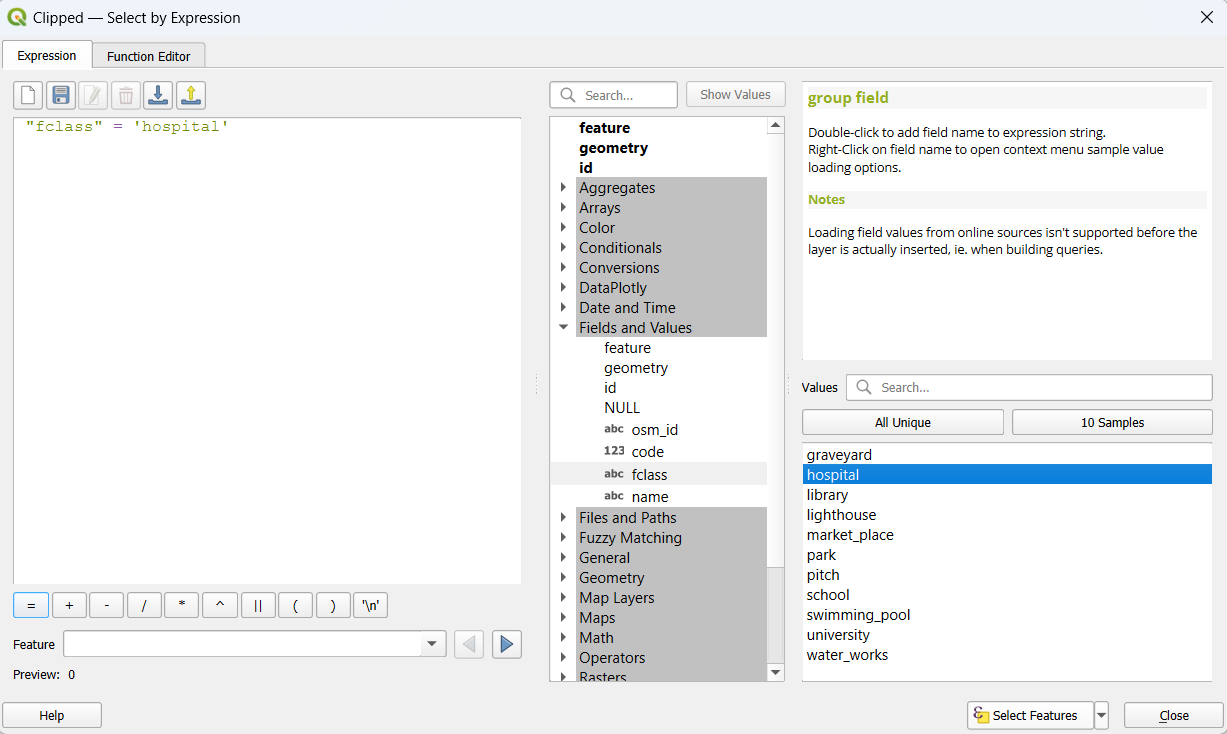 Clipped — Select by Expression
Expression
Function Editor
"fclass" = 'hospital'
= + - / * ^ || ( ) '\n'
Feature
Preview: 0
Help
Search...
Show Values
feature
geometry
id
Aggregates
Arrays
Color
Conditionals
Conversions
DataPlotly
Date and Time
Fields and Values
feature
geometry
id
NULL
abc osm_id
123 code
abc fclass
abc name
Files and Paths
Fuzzy Matching
General
Geometry
Map Layers
Maps
Math
Operators
Rasters
group field
Double-click to add field name to expression string.
Right-Click on field name to open context menu sample value
loading options.
Notes
Loading field values from online sources isn't supported before the
layer is actually inserted, ie. when building queries.
Values
Search...
All Unique
10 Samples
graveyard
hospital
library
lighthouse
market_place
park
pitch
school
swimming_pool
university
water_works
Select Features
Close